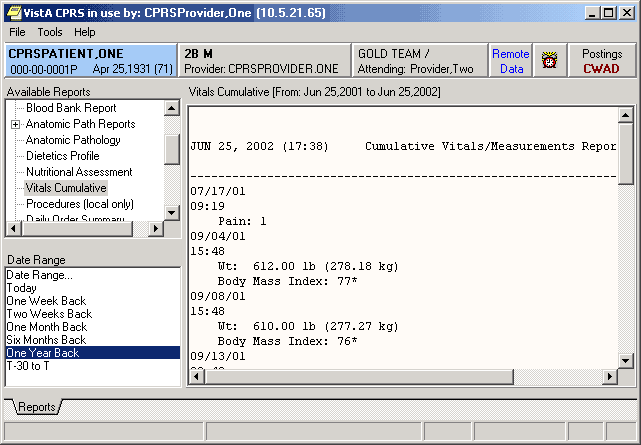 VistA CPRS in use by: CPRSProvider,One (10.5.21.65)
File Tools Help
CPRSPATIENT,ONE
000-00-0001P Apr 25,1931 (71)
2B M
Provider: CPRSPROVIDER.ONE
GOLD TEAM /
Attending: Provider,Two
Remote
Data
Postings
CWAD
Available Reports
Blood Bank Report
Anatomic Path Reports
Anatomic Pathology
Dietetics Profile
Nutritional Assessment
Vitals Cumulative
Procedures (local only)
Daily Order Summary
Date Range
Date Range...
Today
One Week Back
Two Weeks Back
One Month Back
Six Months Back
One Year Back
T-30 to T
Vitals Cumulative [From: Jun 25,2001 to Jun 25,2002]
JUN 25, 2002 (17:38) Cumulative Vitals/Measurements Repor
--------------------------------------------------------------
07/17/01
09:19
Pain: 1
09/04/01
15:48
Wt: 612.00 lb (278.18 kg)
Body Mass Index: 77*
09/08/01
15:48
Wt: 610.00 lb (277.27 kg)
Body Mass Index: 76*
09/13/01
Reports